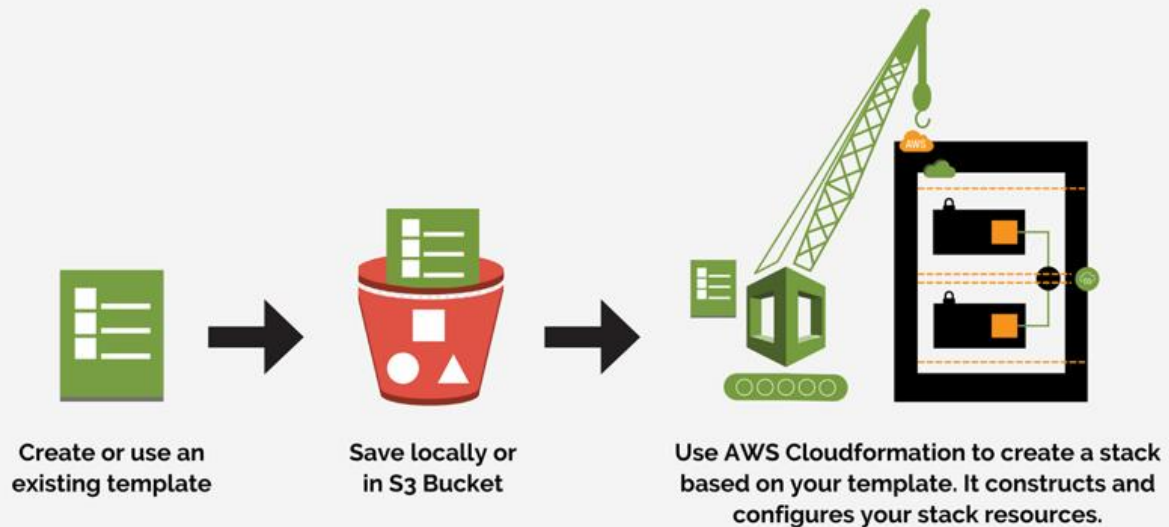 AWS
Create or use an
existing template
Save locally or
in S3 Bucket
Use AWS Cloudformation to create a stack
based on your template. It constructs and
configures your stack resources.